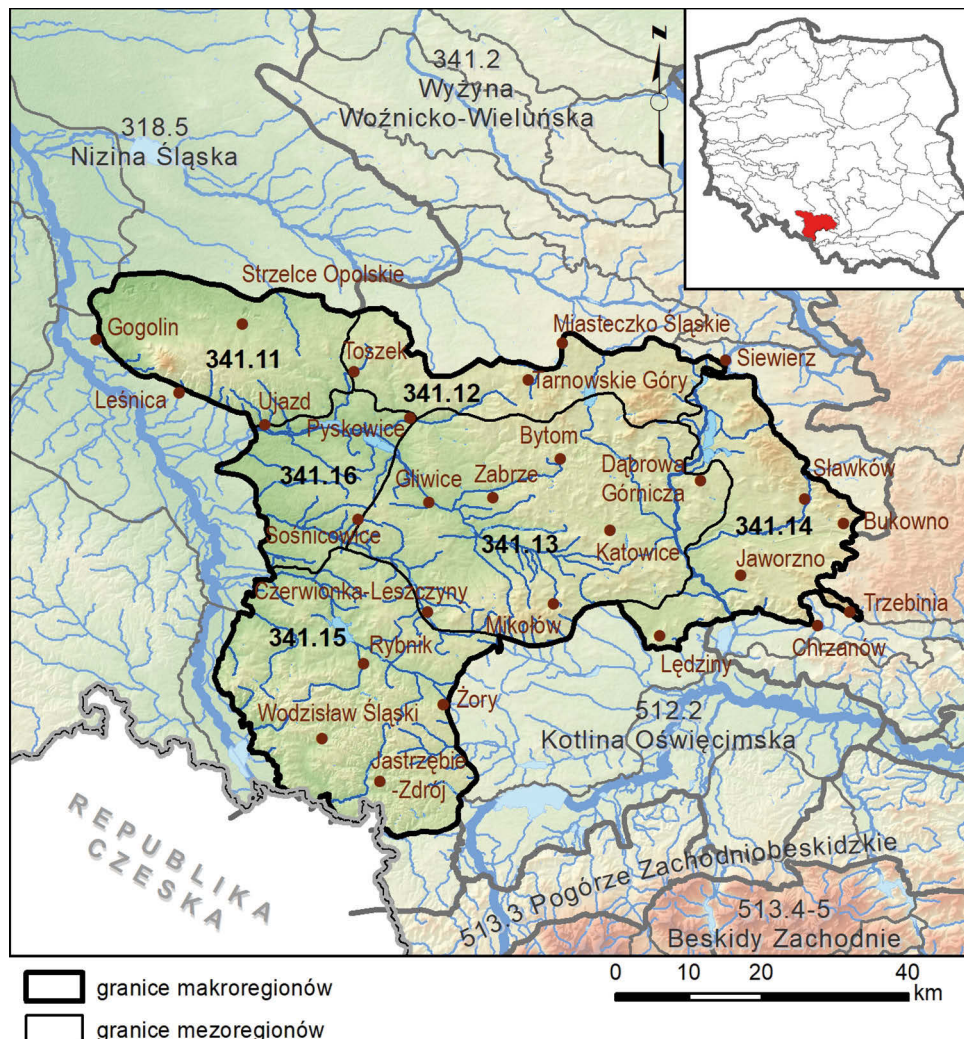 341.2
Wyżyna
Woźnicko-Wieluńska
318.5
Nizina Śląska
z
Strzelce Opolskie
Gogolin
341.11
Toszek
Miasteczko Śląskie
Siewierz
Leśnica
341.12
Tarnowskie Góry
Ujazd
Pyskowice
Bytom
341.16
Gliwice
Zabrze
Dąbrowa
Górnicza
Sławków
Sośnicowice
341.13
Katowice
341.14
Bukowno
Jaworzno
Czerwionka-Leszczyny
Mikołów
Trzebinia
341.15
Rybnik
Lędziny
Chrzanów
Wodzisław Śląski
Żory
512.2
Kotlina Oświęcimska
Jastrzębie
-Zdrój
REPUBLIKA
CZESKA
513.3 Pogórze Zachodniobeskidzkie
513.4-5
Beskidy Zachodnie
granice makroregionów
0 10 20 40
km
granice mezoregionów